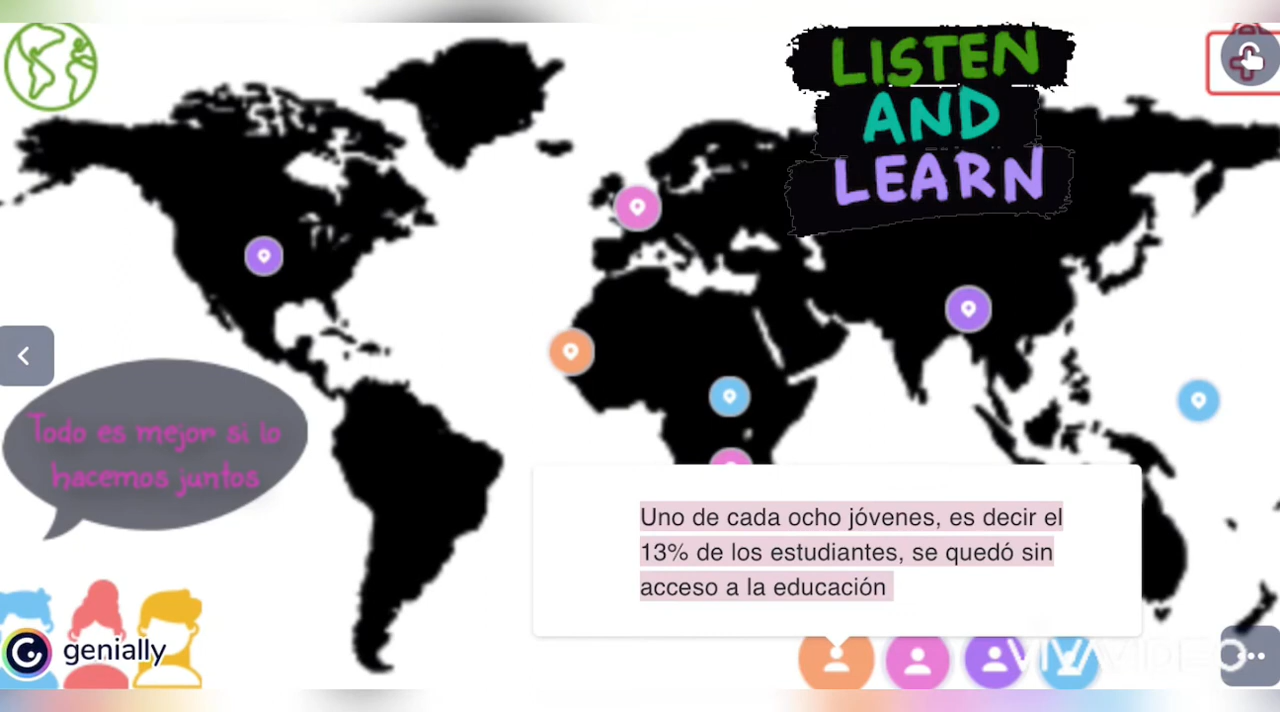 LISTEN
AND
LEARN
Todo es mejor si lo
hacemos juntos
Uno de cada ocho jóvenes, es decir el
13% de los estudiantes, se quedó sin
acceso a la educación
genially
VIVAVIDEO